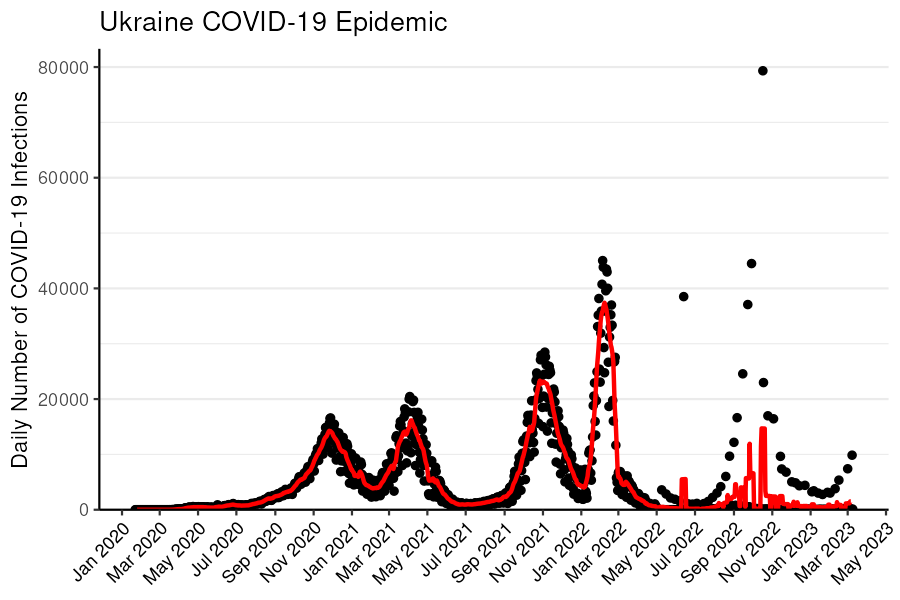 Ukraine COVID-19 Epidemic
Daily Number of COVID-19 Infections
80000
60000
40000
20000
0
Jan 2020
Mar 2020
May 2020
Jul 2020
Sep 2020
Nov 2020
Jan 2021
Mar 2021
May 2021
Jul 2021
Sep 2021
Nov 2021
Jan 2022
Mar 2022
May 2022
Jul 2022
Sep 2022
Nov 2022
Jan 2023
Mar 2023
May 2023